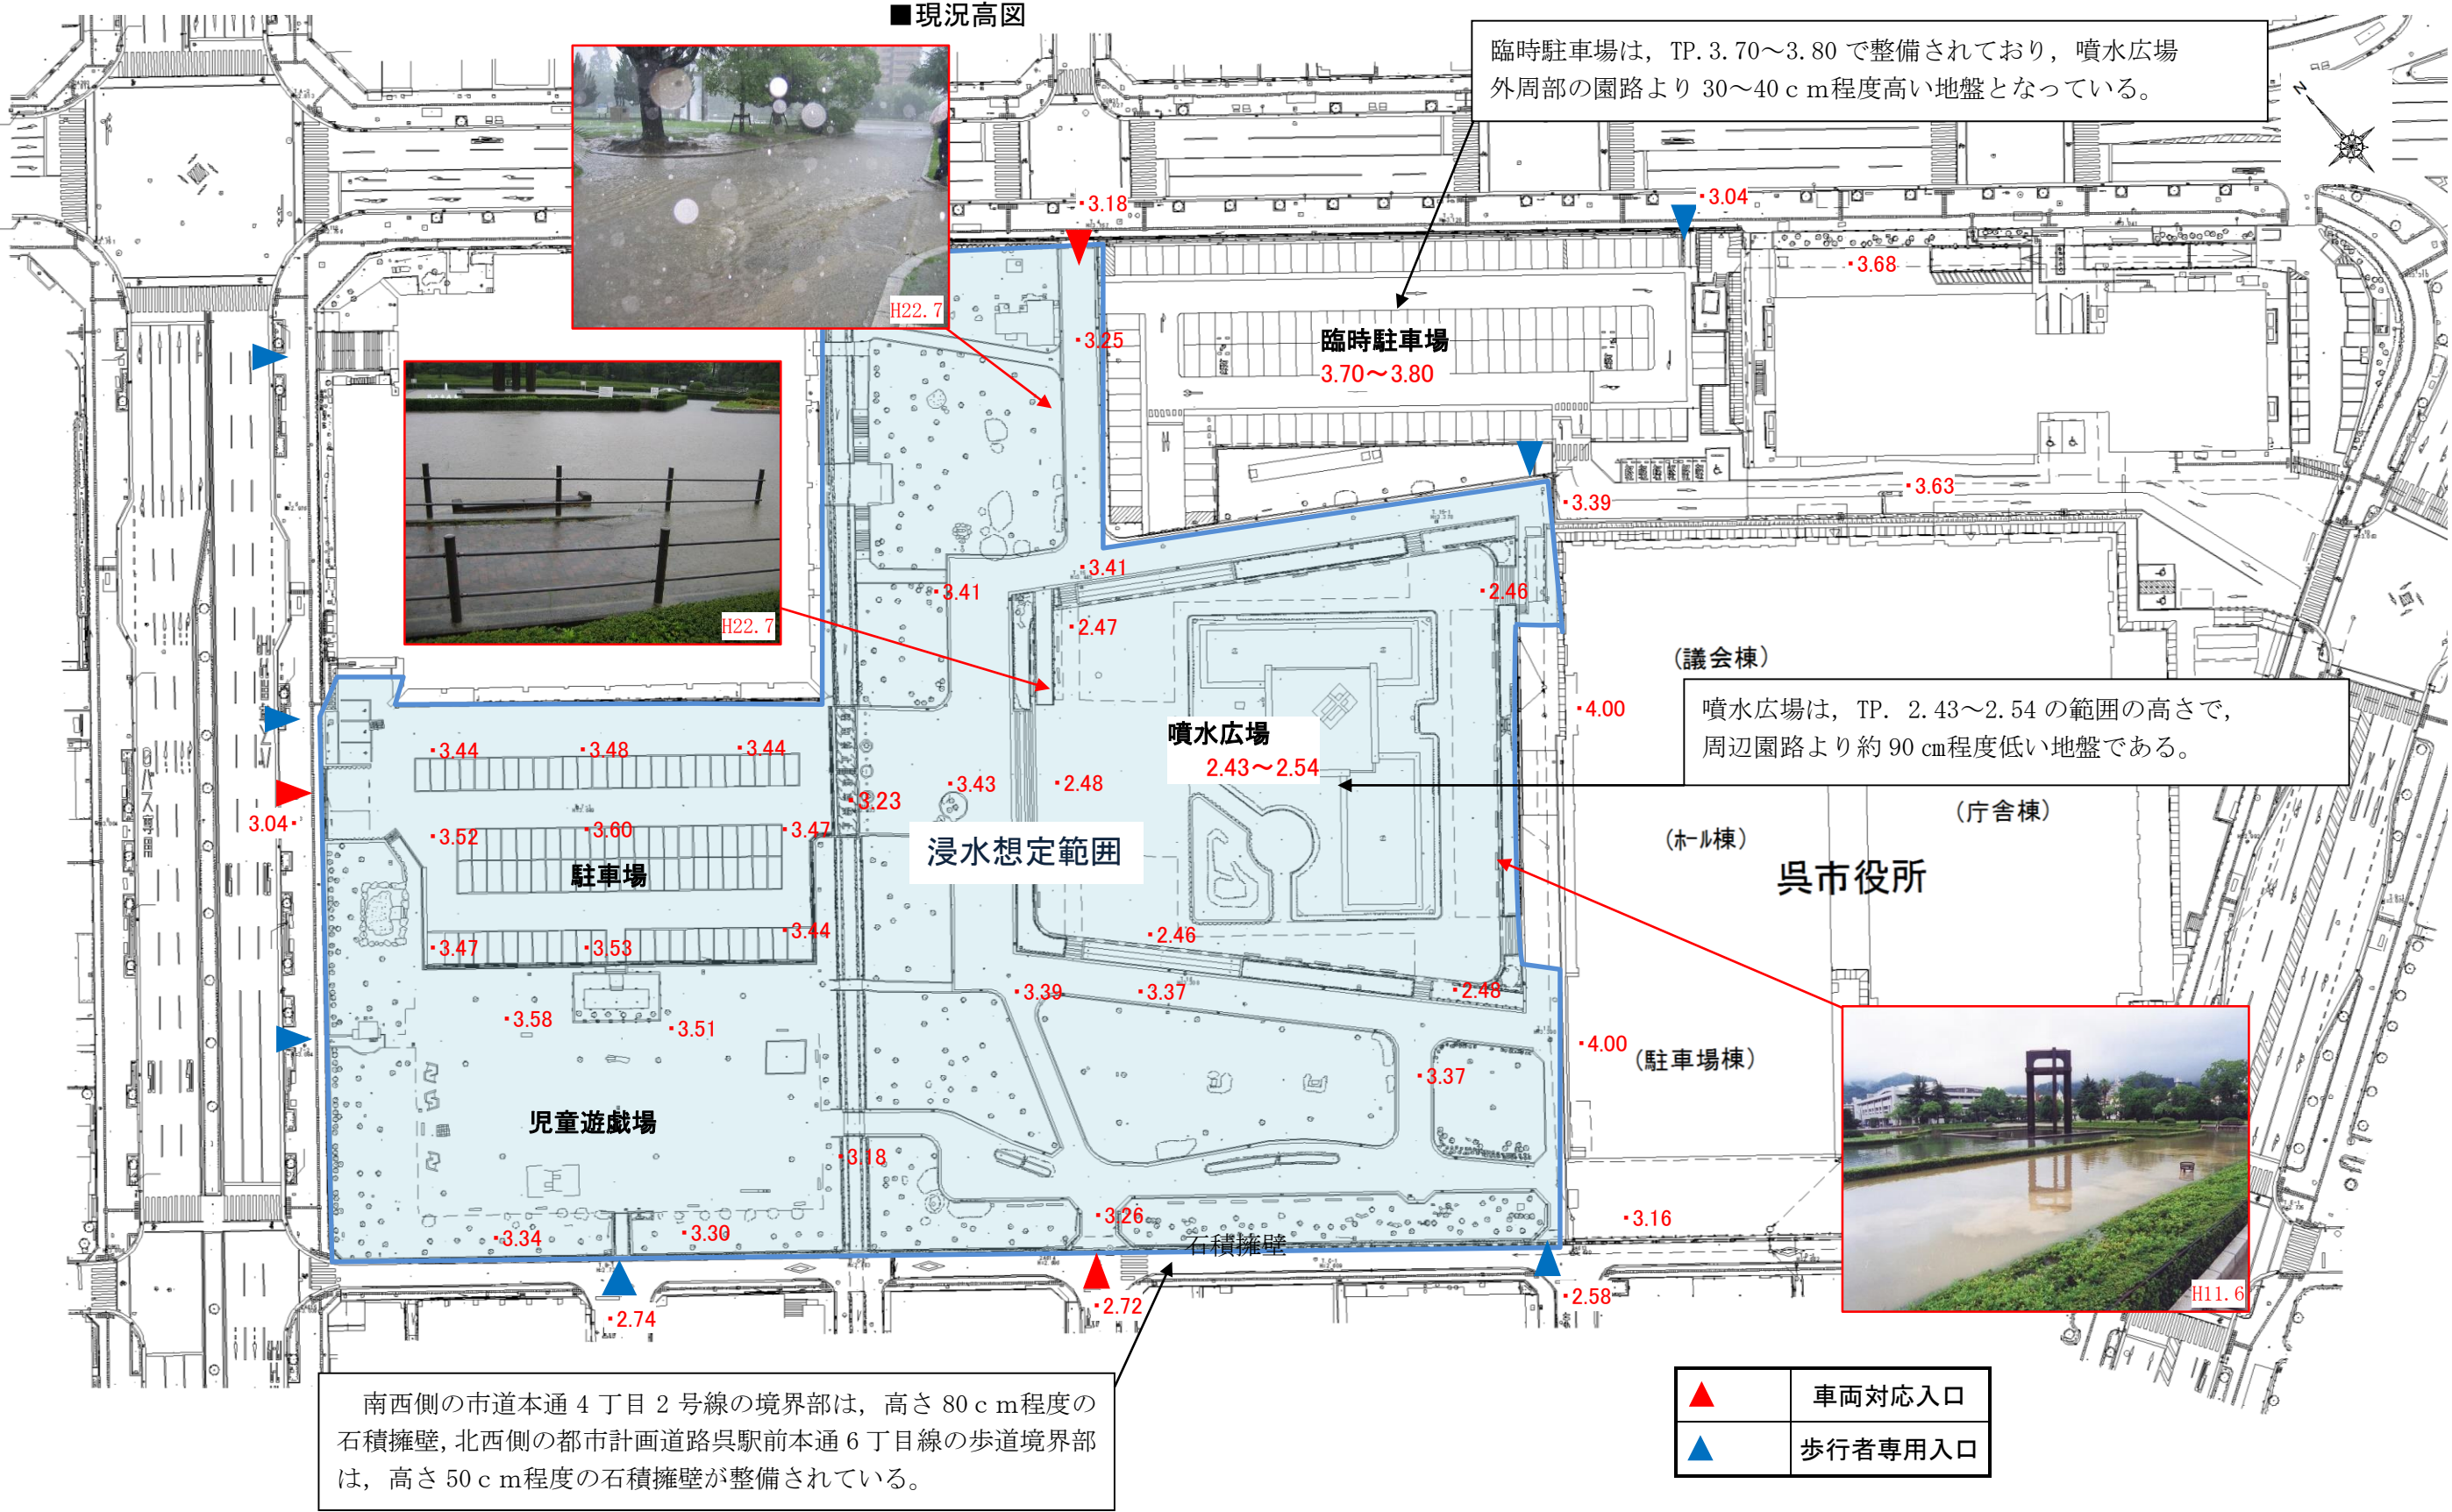 ■現況高図
臨時駐車場は，TP.3.70～3.80 で整備されており，噴水広場
外周部の園路より 30～40ｃｍ程度高い地盤となっている。
N
H22.7
・3.18
・3.04
・3.68
・3.25
臨時駐車場
3.70～3.80
H22.7
・3.39
・3.63
・3.41
・3.41
・2.46
・2.47
(議会棟)
噴水広場は，TP. 2.43～2.54 の範囲の高さで，
周辺園路より約 90 ㎝程度低い地盤である。
・4.00
噴水広場
2.43～2.54
・3.44
・3.48
・3.44
・3.43
・2.48
・3.23
3.04・
バス専用
・3.52
・3.60
・3.47
浸水想定範囲
(ホール棟)
(庁舎棟)
呉市役所
駐車場
・3.47
・3.53
・3.44
・2.46
・3.39
・3.37
・2.48
・3.58
・3.51
・4.00
(駐車場棟)
・3.37
児童遊戯場
・3.18
・3.34
・3.30
・3.26
・3.16
石積擁壁
・2.74
・2.72
・2.58
H11.6
南西側の市道本通 4 丁目 2 号線の境界部は，高さ 80ｃｍ程度の
石積擁壁，北西側の都市計画道路呉駅前本通 6 丁目線の歩道境界部
は，高さ 50ｃｍ程度の石積擁壁が整備されている。
▲ 車両対応入口
▲ 歩行者専用入口